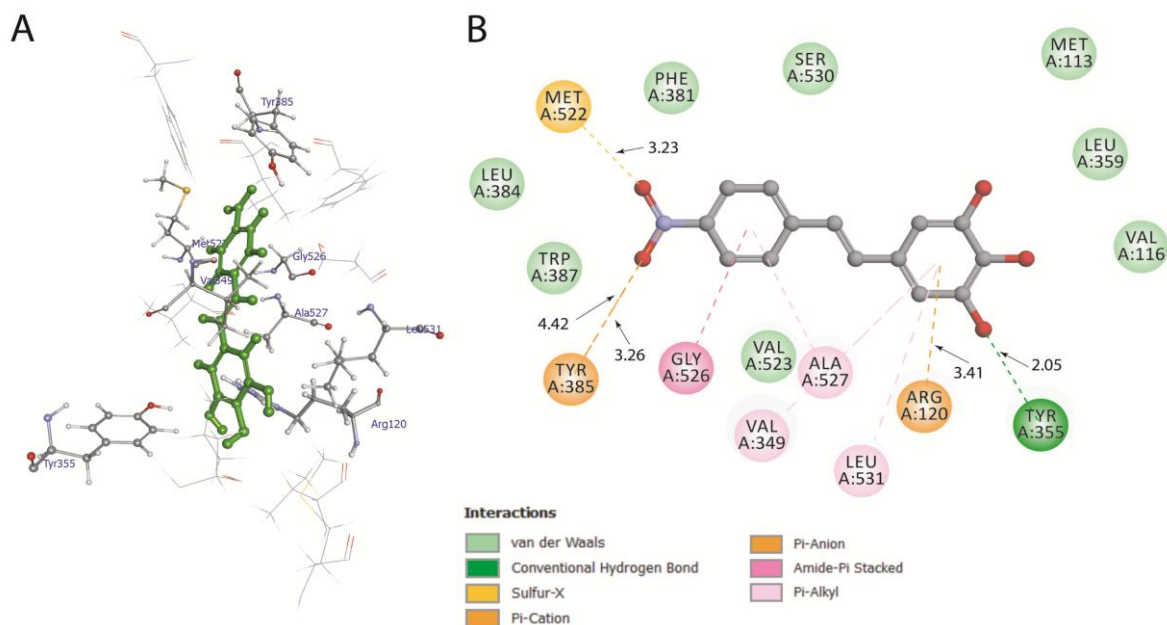 A
Tyr385
Gly526
Ala527
Arg120
Tyr355
B
MET
A:522
PHE
A:381
SER
A:530
MET
A:113
3.23
LEU
A:384
LEU
A:359
TRP
A:387
VAL
A:116
4.42
3.26
TYR
A:385
GLY
A:526
VAL
A:523
ALA
A:527
3.41
2.05
ARG
A:120
TYR
A:355
VAL
A:349
LEU
A:531
Interactions
van der Waals
Conventional Hydrogen Bond
Sulfur-X
Pi-Cation
Pi-Anion
Amide-Pi Stacked
Pi-Alkyl